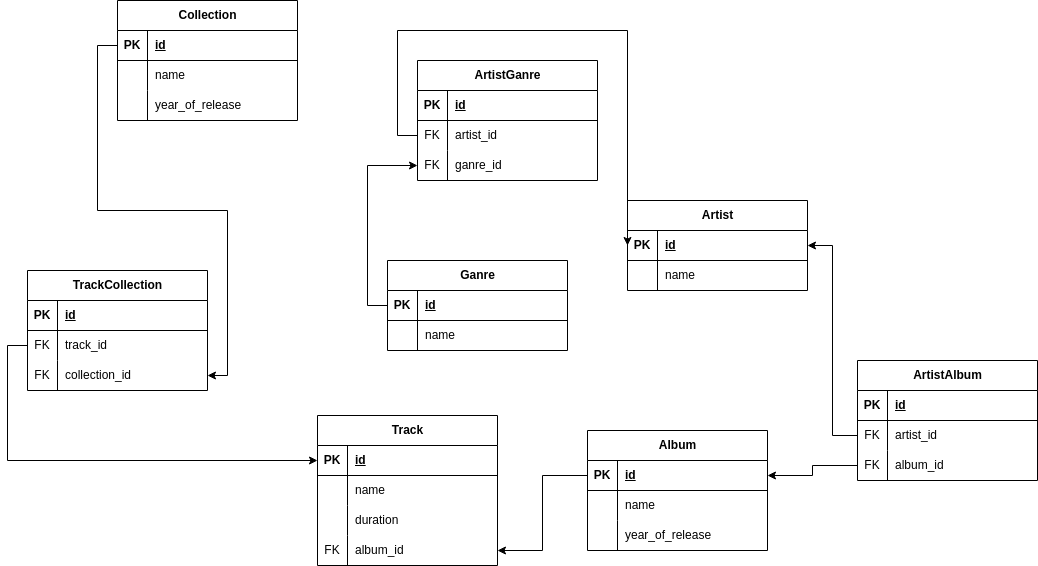 Collection
PK id
name
year_of_release
ArtistGanre
PK id
FK artist_id
FK ganre_id
Artist
PK id
name
Ganre
PK id
name
TrackCollection
PK id
FK track_id
FK collection_id
ArtistAlbum
PK id
FK artist_id
FK album_id
Track
PK id
name
duration
FK album_id
Album
PK id
name
year_of_release